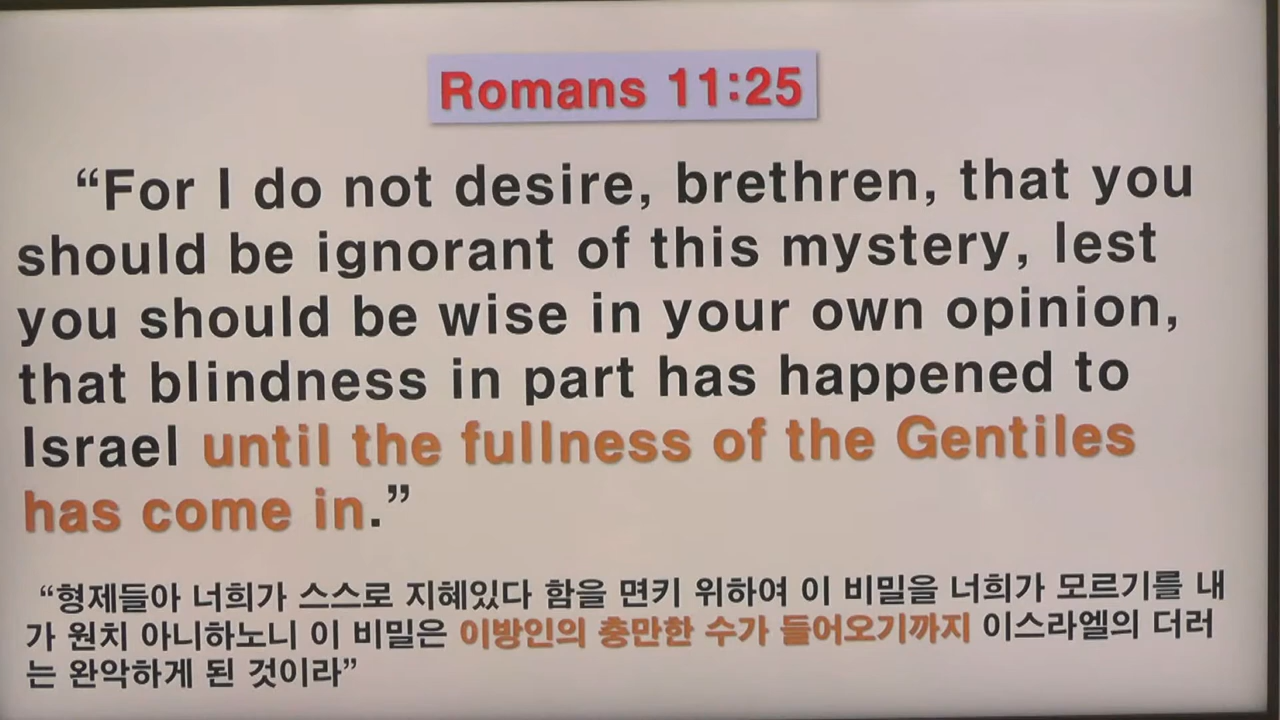 Romans 11:25
“For I do not desire, brethren, that you
should be ignorant of this mystery, lest
you should be wise in your own opinion,
that blindness in part has happened to
Israel until the fullness of the Gentiles
has come in.”
“형제들아 너희가 스스로 지혜있다 함을 면키 위하여 이 비밀을 너희가 모르기를 내
가 원치 아니하노니 이 비밀은 이방인의 충만한 수가 들어오기까지 이스라엘의 더러
는 완악하게 된 것이라”